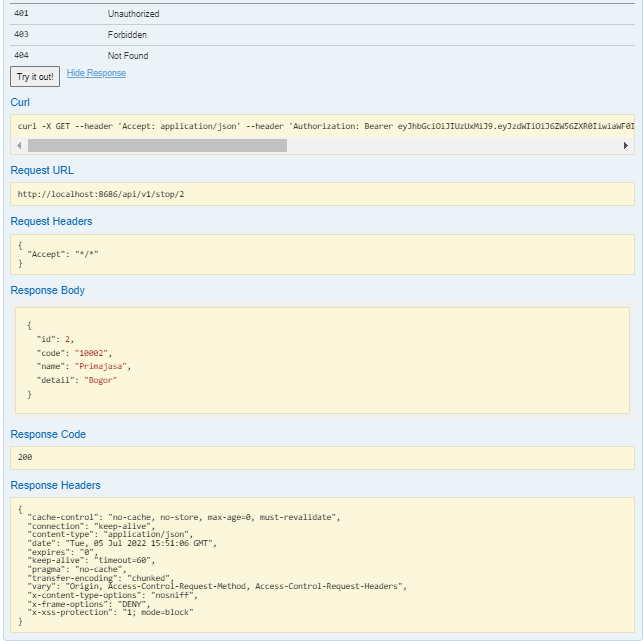 401 Unauthorized
403 Forbidden
404 Not Found
Try it out! Hide Response
Curl
curl -X GET --header 'Accept: application/json' --header 'Authorization: Bearer
Request URL
http://localhost:8686/api/v1/stop/2
Request Headers
{
"Accept": "*/*"
}
Response Body
{
"id": 2,
"code": "10002",
"name": "Primajasa",
"detail": "Bogor"
}
Response Code
200
Response Headers
{
"cache-control": "no-cache, no-store, max-age=0, must-revalidate",
"connection": "keep-alive",
"content-type": "application/json",
"date": "Tue, 05 Jul 2022 15:51:06 GMT",
"expires": "0",
"keep-alive": "timeout=60",
"pragma": "no-cache",
"transfer-encoding": "chunked",
"vary": "Origin, Access-Control-Request-Method, Access-Control-Request-Headers",
"x-content-type-options": "nosniff",
"x-frame-options": "DENY",
"x-xss-protection": "1; mode=block"
}